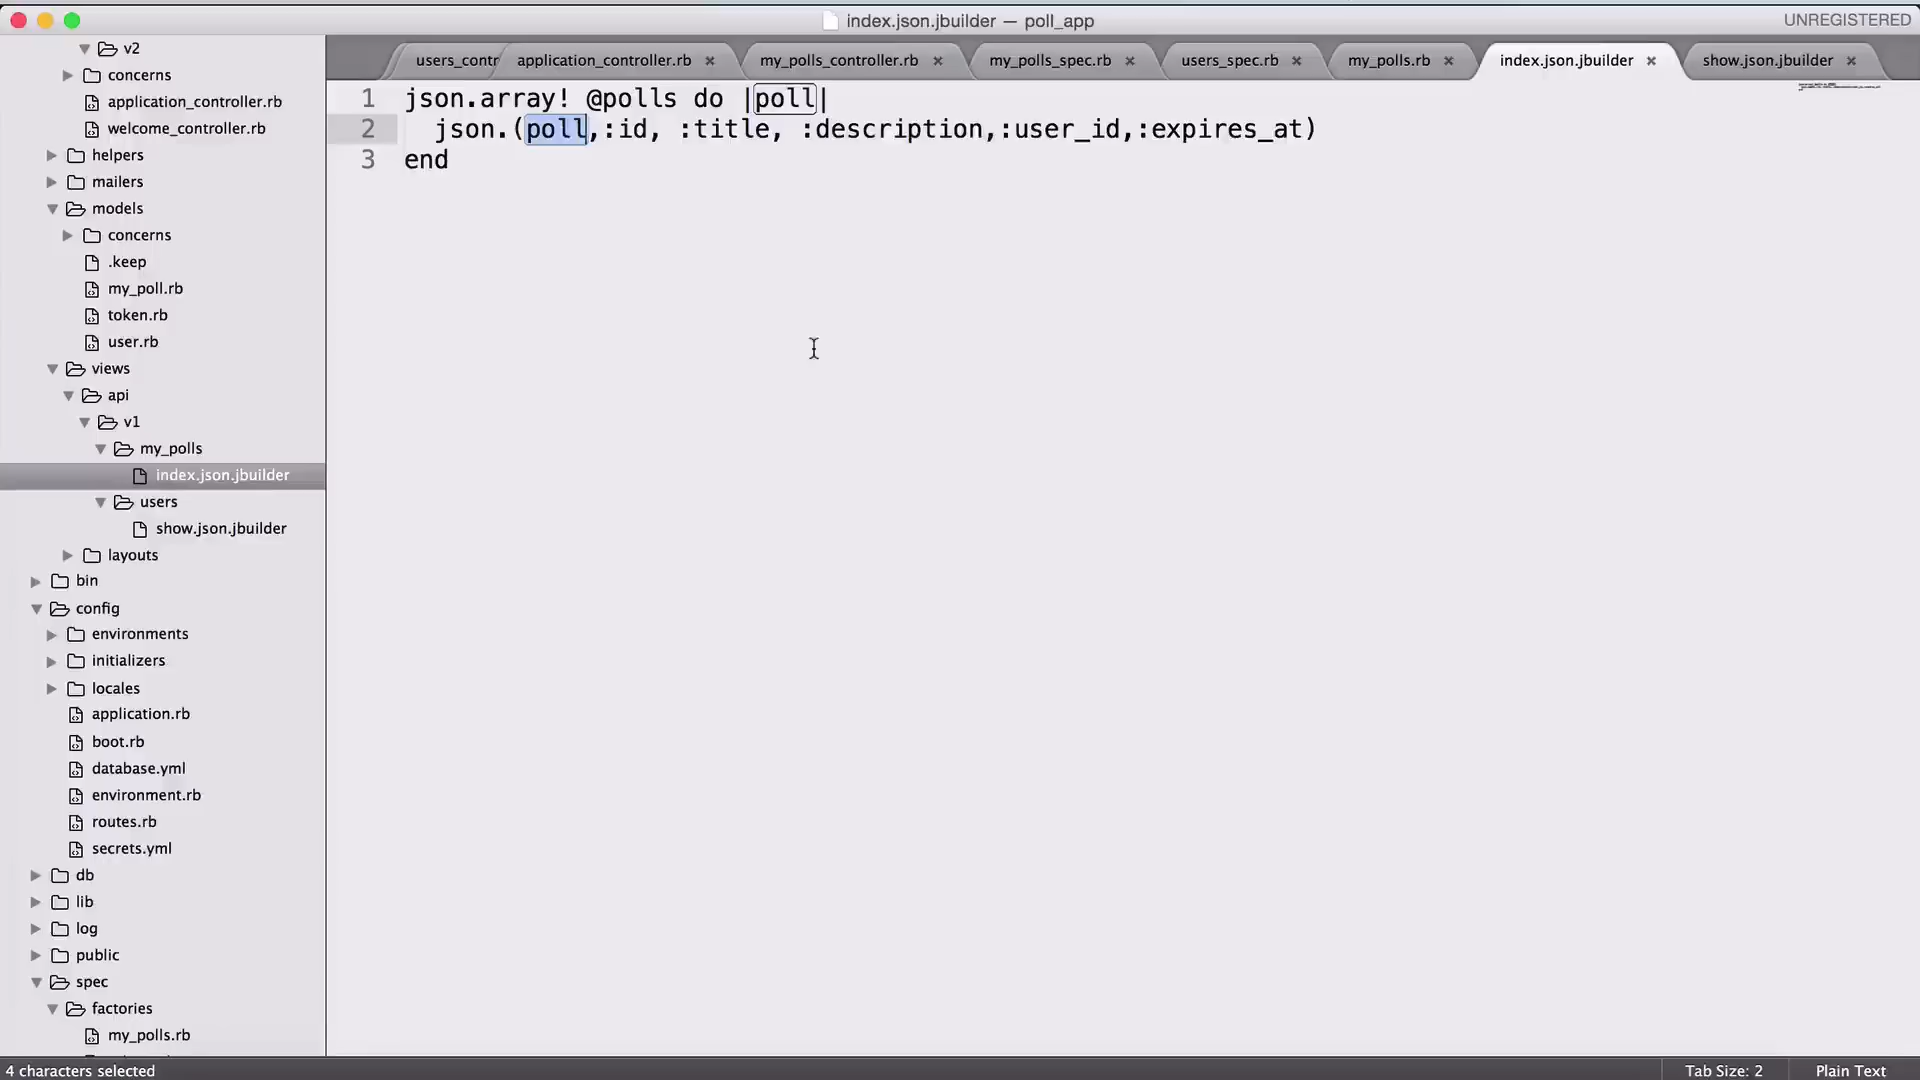 index.json.jbuilder — poll_app
UNREGISTERED
users_contr
application_controller.rb
my_polls_controller.rb
my_polls_spec.rb
users_spec.rb
my_polls.rb
index.json.jbuilder
show.json.jbuilder
v2
concerns
application_controller.rb
welcome_controller.rb
helpers
mailers
models
concerns
.keep
my_poll.rb
token.rb
user.rb
views
api
v1
my_polls
index.json.jbuilder
users
show.json.jbuilder
layouts
bin
config
environments
initializers
locales
application.rb
boot.rb
database.yml
environment.rb
routes.rb
secrets.yml
db
lib
log
public
spec
factories
my_polls.rb
1 json.array! @polls do |poll|
2 json.(poll,:id, :title, :description,:user_id,:expires_at)
3 end
4 characters selected
Tab Size: 2
Plain Text